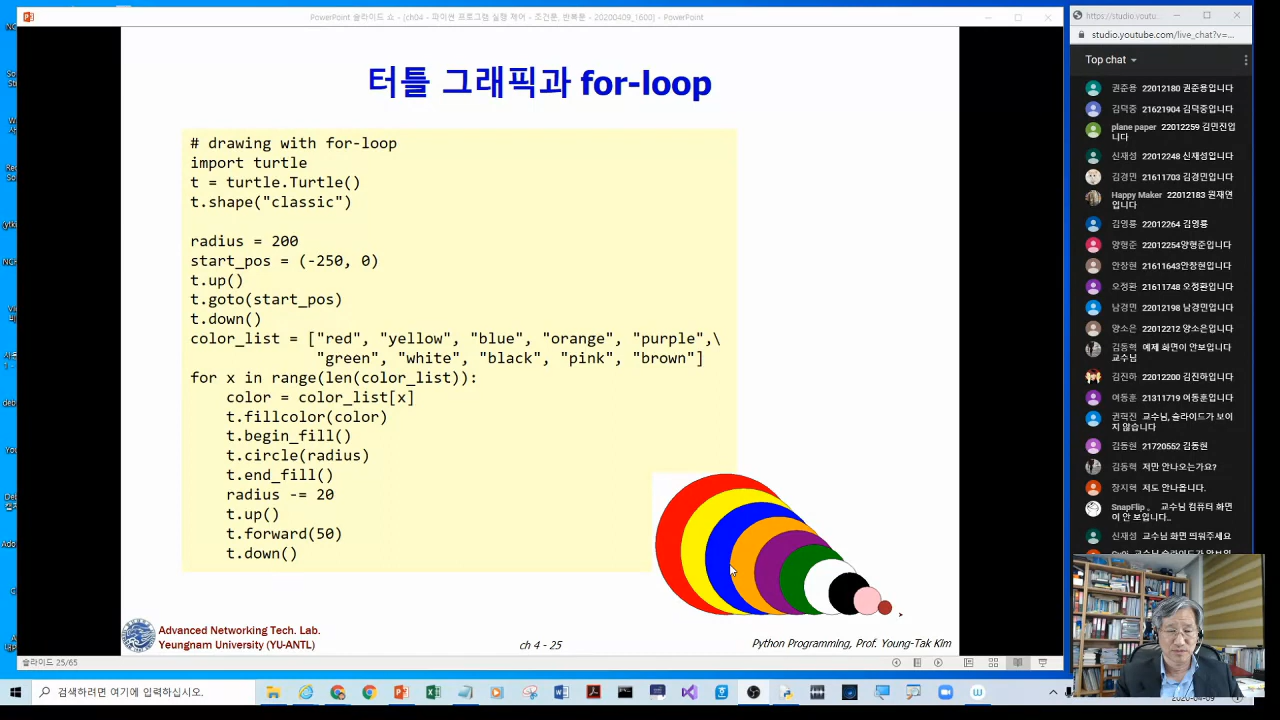 PowerPoint 슬라이드 쇼 - [ch04 - 파이썬 프로그램 실행 제어 - 조건문, 반복문 - 20200409_1600] - PowerPoint
터틀 그래픽과 for-loop
# drawing with for-loop
import turtle
t = turtle.Turtle()
t.shape("classic")
radius = 200
start_pos = (-250, 0)
t.up()
t.goto(start_pos)
t.down()
color_list = ["red", "yellow", "blue", "orange", "purple",\
"green", "white", "black", "pink", "brown"]
for x in range(len(color_list)):
color = color_list[x]
t.fillcolor(color)
t.begin_fill()
t.circle(radius)
t.end_fill()
radius -= 20
t.up()
t.forward(50)
t.down()
Advanced Networking Tech. Lab.
Yeungnam University (YU-ANTL)
ch 4 - 25
Python Programming, Prof. Young-Tak Kim
슬라이드 25/65
검색하려면 여기에 입력하십시오.
https://studio.youtu...
studio.youtube.com/live_chat?v=...
Top chat
권준용 22012180 권준용입니다
김덕중 21621904 김덕중입니다
plane paper 22012259 김민진입
니다
신재성 22012248 신재성입니다
김경민 21611703 김경민입니다
Happy Maker 22012183 원재연
입니다
김영룡 22012264 김영룡
양형준 22012254양형준입니다
안창현 21611643안창현입니다
오정환 21611748 오정환입니다
남경민 22012198 남경민입니다
양소은 22012212 양소은입니다
김동혁 예제 화면이 안보입니다
교수님
김진하 22012200 김진하입니다
이동훈 21311719 이동훈입니다
권혁진 교수님, 슬라이드가 보이
지 않습니다
김동현 21720552 김동현
김동혁 저만 안나오는가요?
장지혁 저도 안나옵니다.
SnapFlip 。 교수님 컴퓨터 화면
이 안 보입니다...
신재성 교수님 화면 띄워주세요
2020-04-09